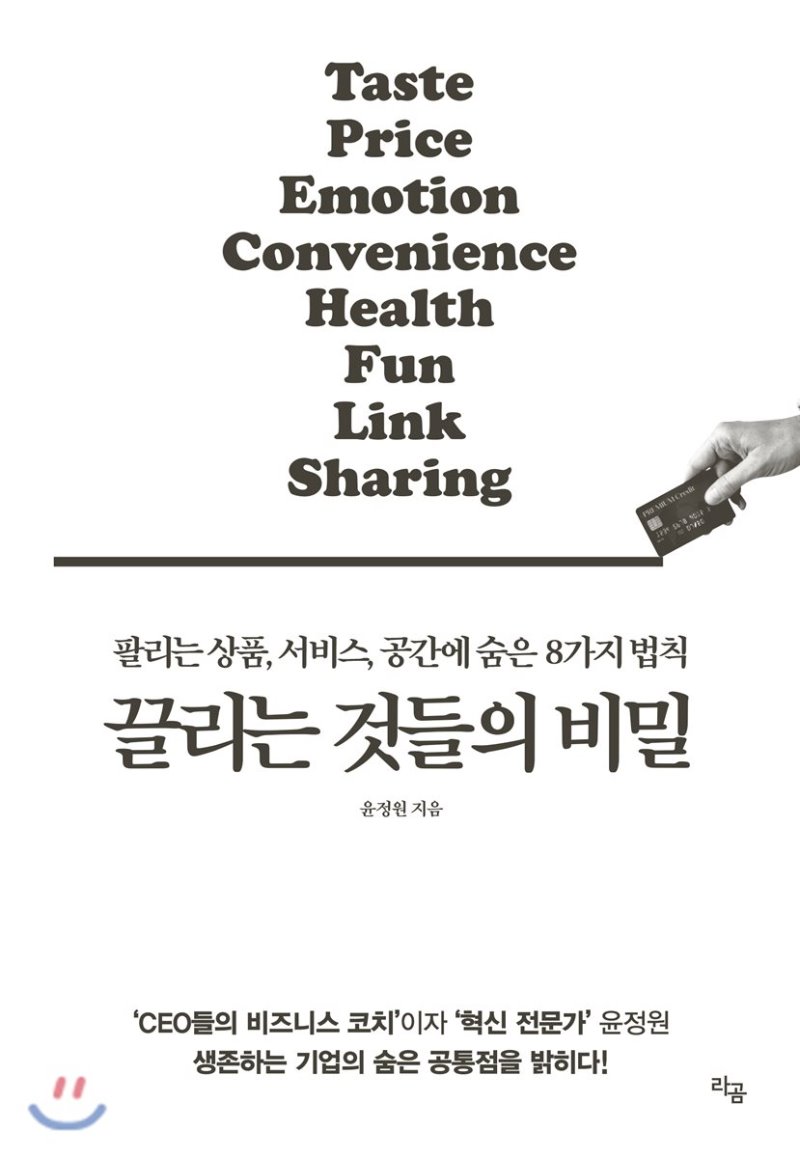 Taste
Price
Emotion
Convenience
Health
Fun
Link
Sharing
PREMIUM Credit
팔리는 상품, 서비스, 공간에 숨은 8가지 법칙
끌리는 것들의 비밀
윤정원 지음
‘CEO들의 비즈니스 코치’이자 ‘혁신 전문가’ 윤정원
생존하는 기업의 숨은 공통점을 밝히다!
라곰